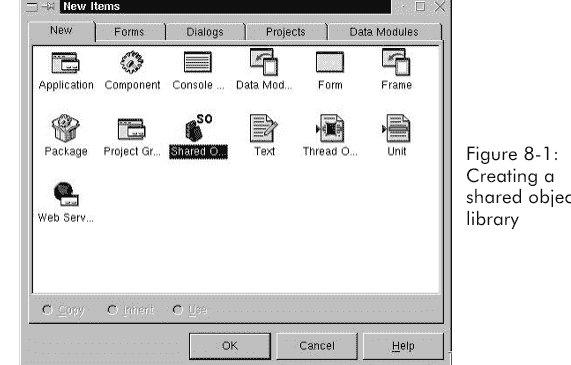 New Items
New Forms Dialogs Projects Data Modules
Application Component Console ... Data Mod... Form Frame
SO
Package Project Gr... Shared O... Text Thread O... Unit
Web Serv...
Copy Inherit Use
OK Cancel Help
Figure 8-1:
Creating a
shared objec
library